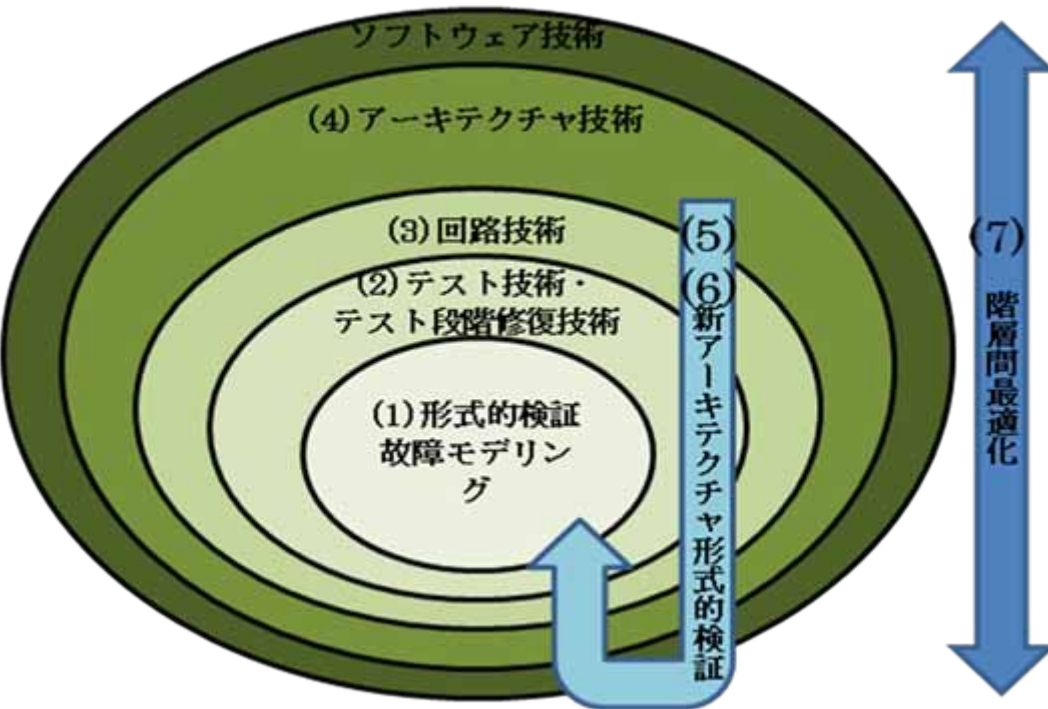 ソフトウェア技術
(4)アーキテクチャ技術
(3)回路技術
(2)テスト技術・
テスト段階修復技術
(1)形式的検証
故障モデリン
グ
(5)
(6)
新アーキテクチャ形式的検証
(7)
階層間最適化